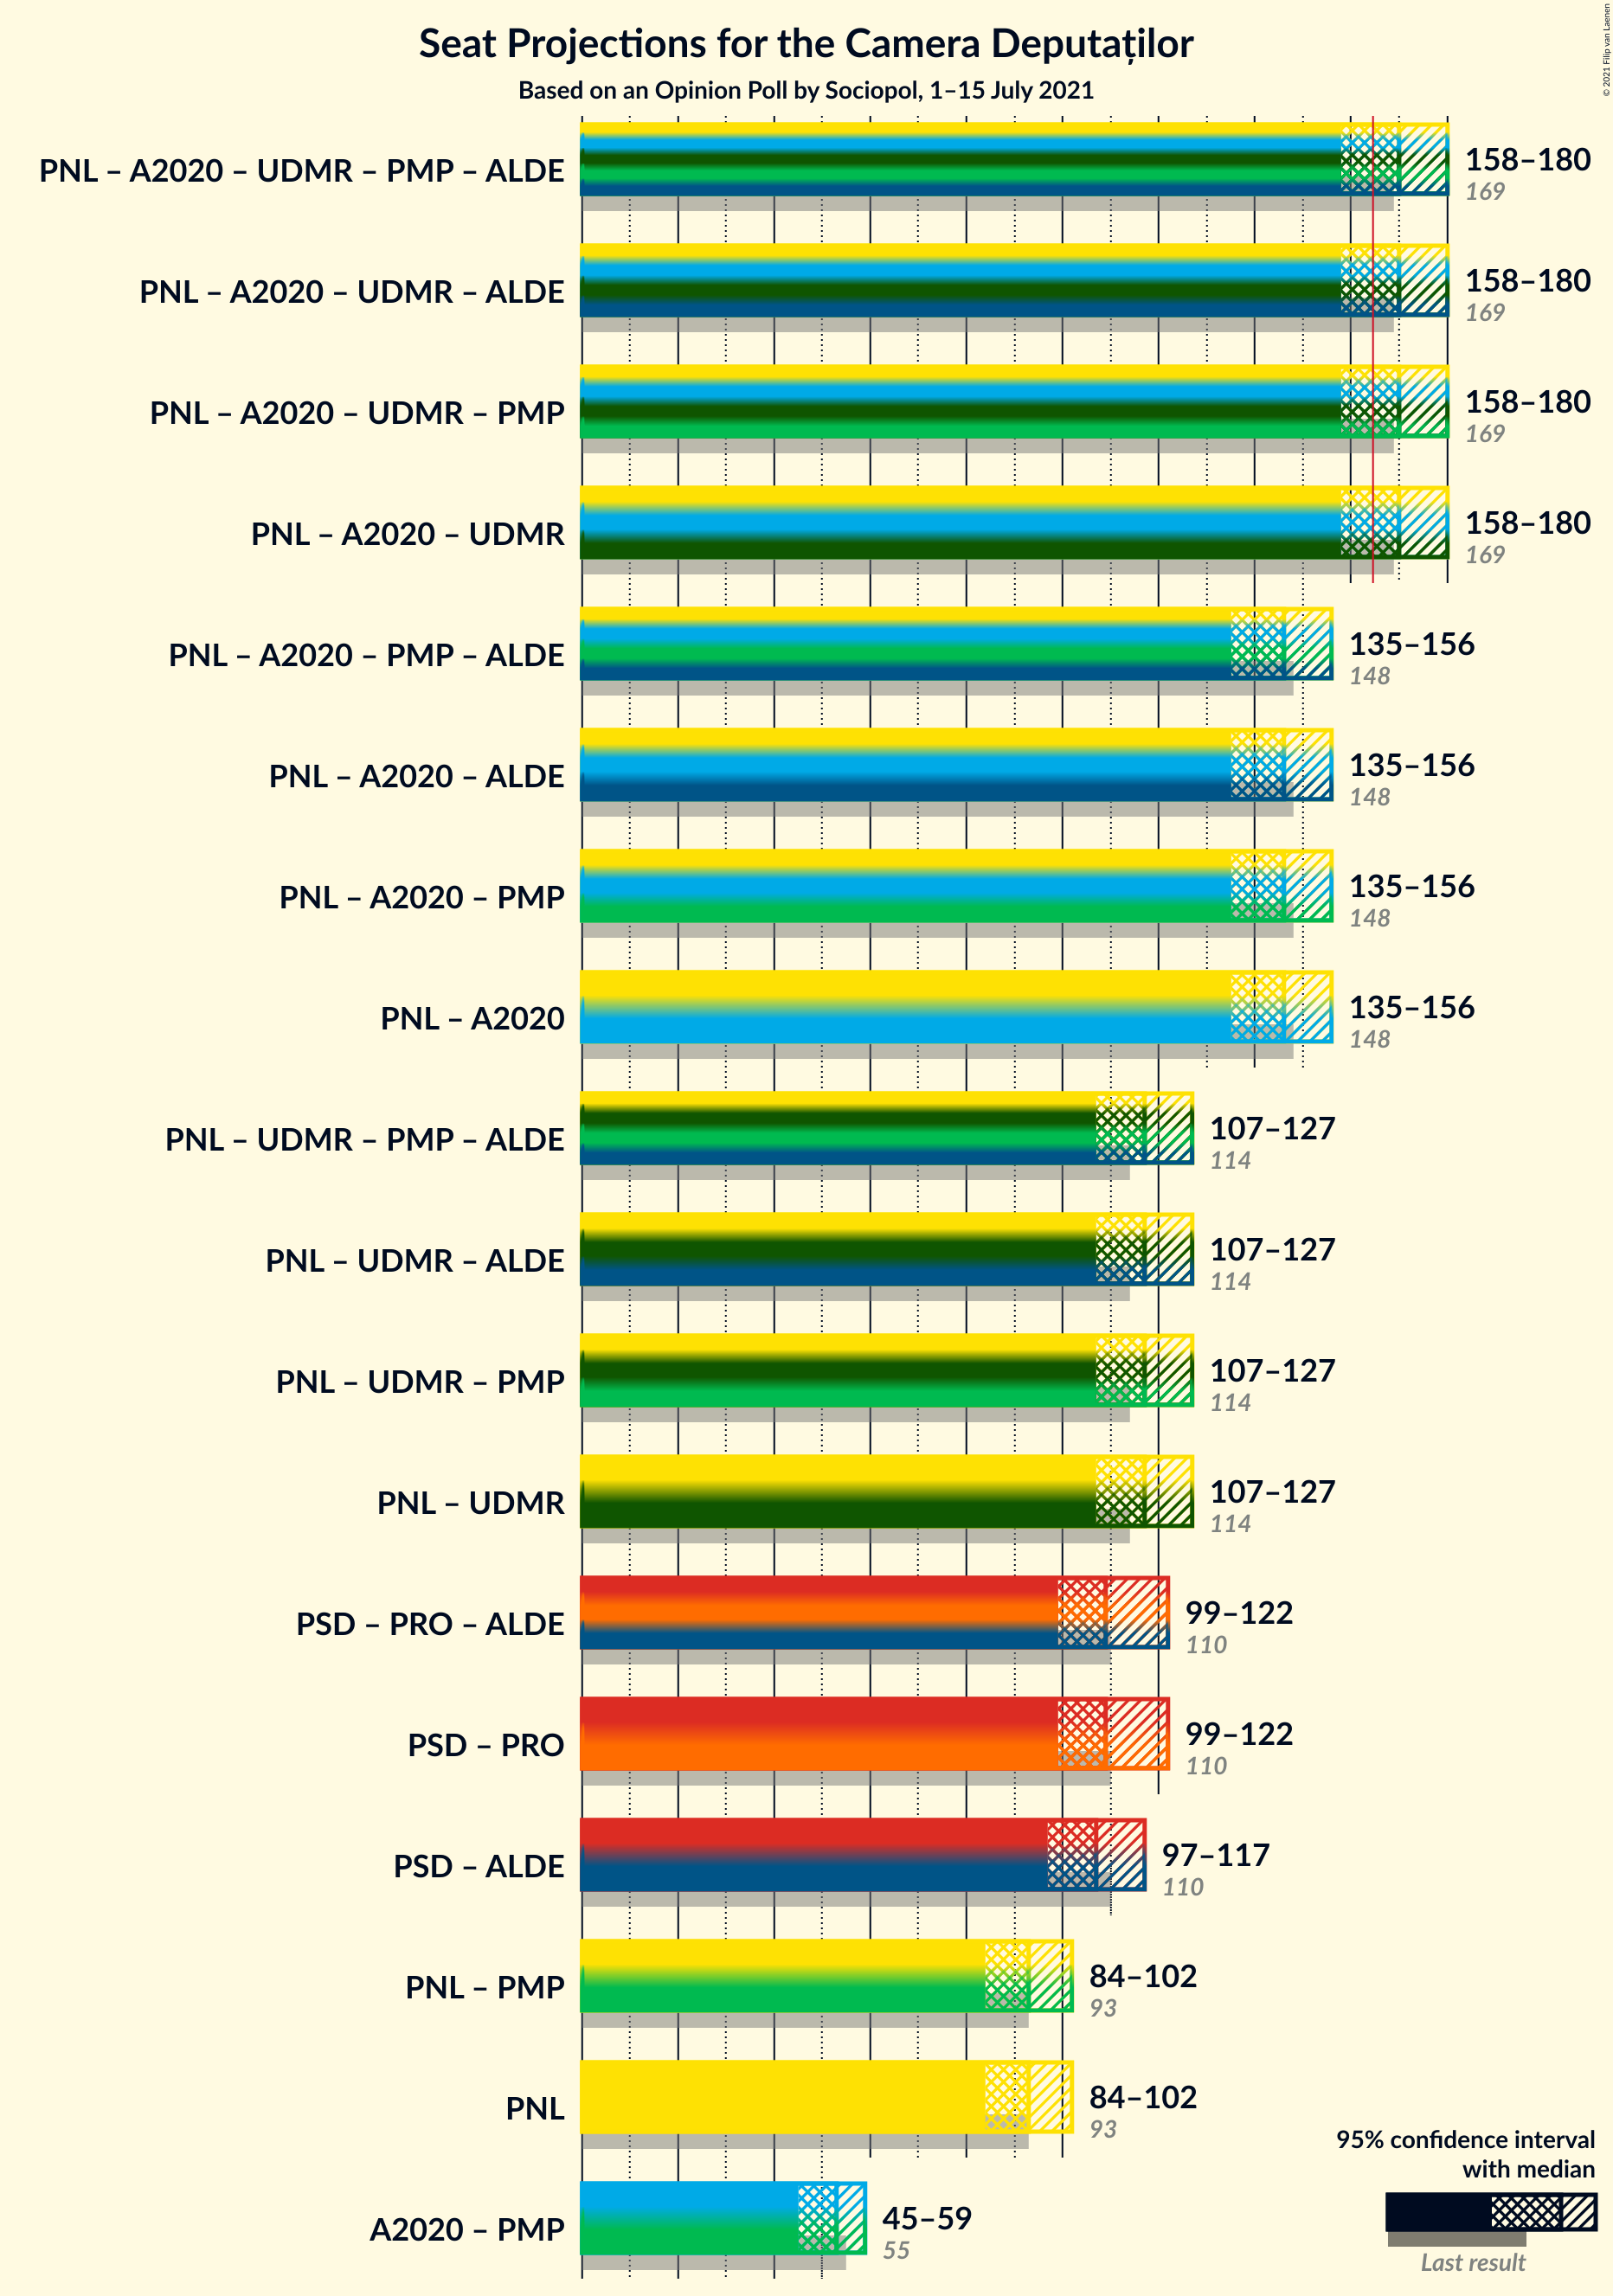 Seat Projections for the Camera Deputaților
Based on an Opinion Poll by Sociopol, 1–15 July 2021
© 2021 Filip van Laenen
PNL – A2020 – UDMR – PMP – ALDE
158–180
169
PNL – A2020 – UDMR – ALDE
158–180
169
PNL – A2020 – UDMR – PMP
158–180
169
PNL – A2020 – UDMR
158–180
169
PNL – A2020 – PMP – ALDE
135–156
148
PNL – A2020 – ALDE
135–156
148
PNL – A2020 – PMP
135–156
148
PNL – A2020
135–156
148
PNL – UDMR – PMP – ALDE
107–127
114
PNL – UDMR – ALDE
107–127
114
PNL – UDMR – PMP
107–127
114
PNL – UDMR
107–127
114
PSD – PRO – ALDE
99–122
110
PSD – PRO
99–122
110
PSD – ALDE
97–117
110
PNL – PMP
84–102
93
PNL
84–102
93
A2020 – PMP
45–59
55
95% confidence interval
with median
Last result